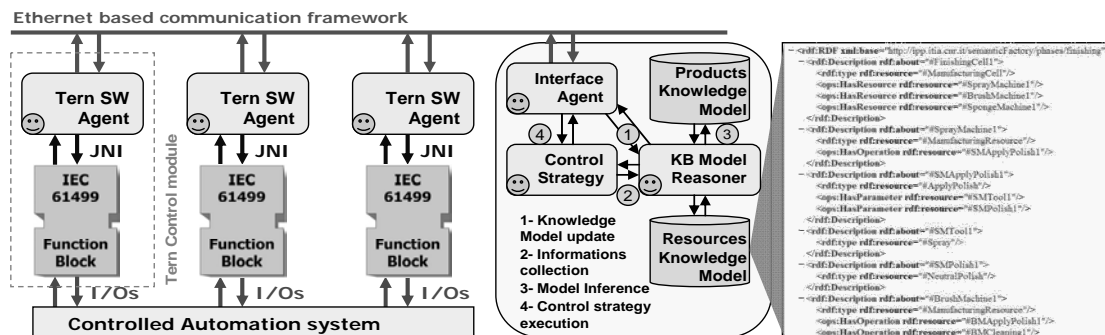 Ethernet based communication framework
Tern Control module
Tern SW
Agent
JNI
IEC
61499
Function
Block
I/Os
Tern SW
Agent
JNI
IEC
61499
Function
Block
I/Os
Tern SW
Agent
JNI
IEC
61499
Function
Block
I/Os
Controlled Automation system
Interface
Agent
Products
Knowledge
Model
4
1
3
Control
Strategy
KB Model
Reasoner
2
1- Knowledge
Model update
2- Informations
collection
3- Model Inference
4- Control strategy
execution
Resources
Knowledge
Model
<rdf:RDF xml:base="http://ipp.itia.cnr.it/semanticFactory/phases/finishing"
<rdf:Description rdf:about="#FinishingCell1">
<rdf:type rdf:resource="#ManufacturingCell"/>
<ops:HasResource rdf:resource="#SprayMachine1"/>
<ops:HasResource rdf:resource="#BrushMachine1"/>
<ops:HasResource rdf:resource="#SpongeMachine1"/>
</rdf:Description>
<rdf:Description rdf:about="#SprayMachine1">
<rdf:type rdf:resource="#ManufacturingResource"/>
<ops:HasOperation rdf:resource="#SMApplyPolish1"/>
</rdf:Description>
<rdf:Description rdf:about="#SMApplyPolish1">
<rdf:type rdf:resource="#ApplyPolish"/>
<ops:HasParameter rdf:resource="#SMTool1"/>
<ops:HasParameter rdf:resource="#SMPolish1"/>
</rdf:Description>
<rdf:Description rdf:about="#SMTool1">
<rdf:type rdf:resource="#Spray"/>
</rdf:Description>
<rdf:Description rdf:about="#SMPolish1">
<rdf:type rdf:resource="#NeutralPolish"/>
</rdf:Description>
<rdf:Description rdf:about="#BrushMachine1">
<rdf:type rdf:resource="#ManufacturingResource"/>
<ops:HasOperation rdf:resource="#BMApplyPolish1"/>
<ops:HasOperation rdf:resource="#BMCleaning1"/>